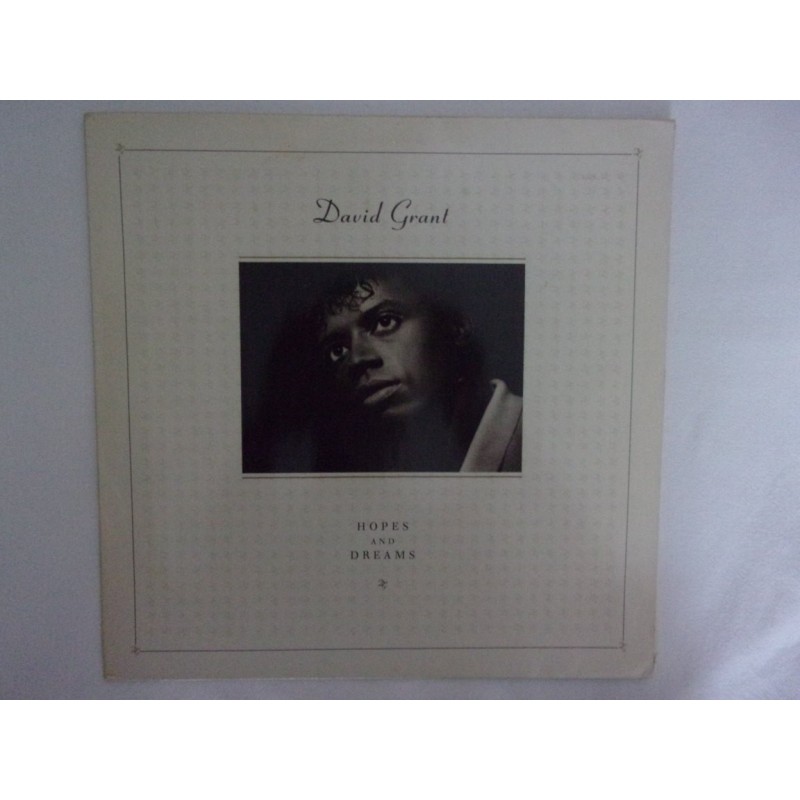 David Grant
HOPES
AND
DREAMS